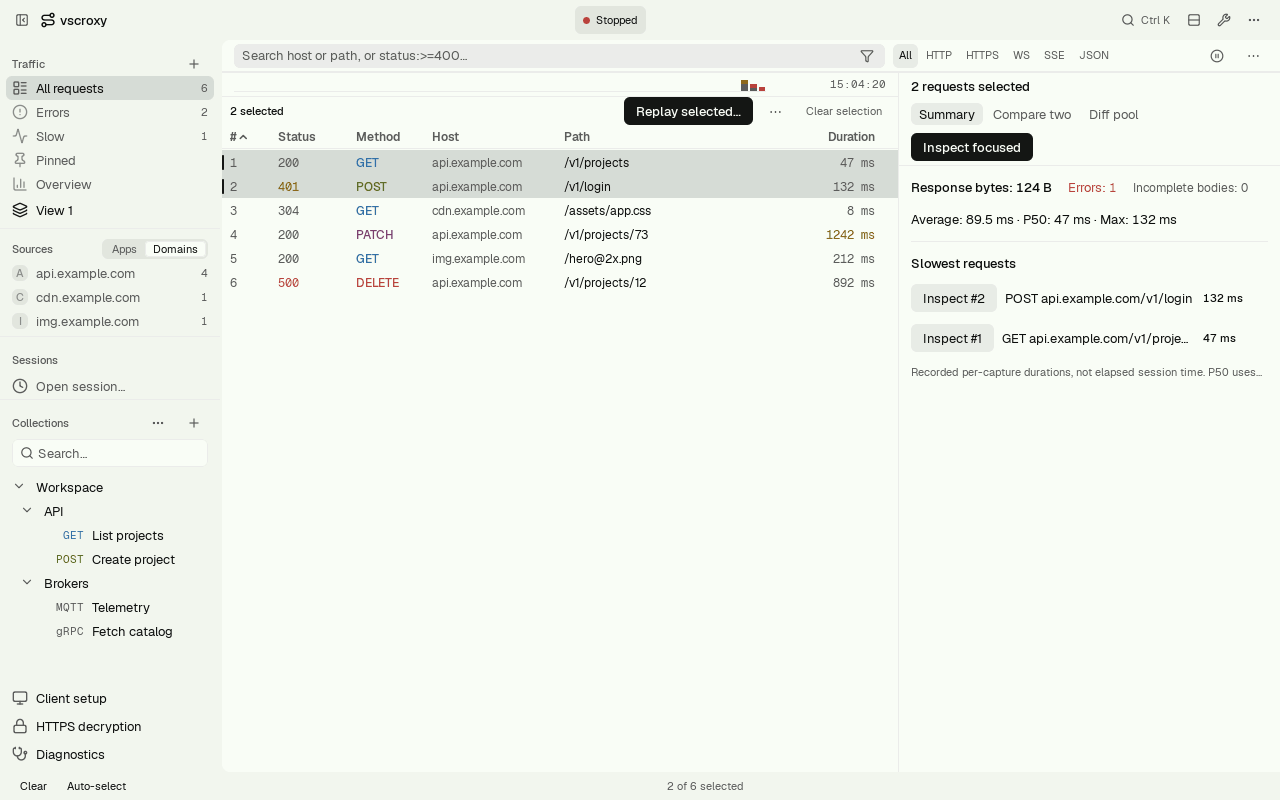 vscroxy
Stopped
Ctrl K
Traffic
All requests 6
Errors 2
Slow 1
Pinned
Overview
View 1
Sources Apps Domains
A api.example.com 4
C cdn.example.com 1
I img.example.com 1
Sessions
Open session…
Collections
Search…
Workspace
API
GET List projects
POST Create project
Brokers
MQTT Telemetry
gRPC Fetch catalog
Client setup
HTTPS decryption
Diagnostics
Search host or path, or status:>=400…
All HTTP HTTPS WS SSE JSON
15:04:20
2 selected Replay selected… Clear selection
# Status Method Host Path Duration
1 200 GET api.example.com /v1/projects 47 ms
2 401 POST api.example.com /v1/login 132 ms
3 304 GET cdn.example.com /assets/app.css 8 ms
4 200 PATCH api.example.com /v1/projects/73 1242 ms
5 200 GET img.example.com /hero@2x.png 212 ms
6 500 DELETE api.example.com /v1/projects/12 892 ms
2 requests selected
Summary Compare two Diff pool
Inspect focused
Response bytes: 124 B Errors: 1 Incomplete bodies: 0
Average: 89.5 ms · P50: 47 ms · Max: 132 ms
Slowest requests
Inspect #2 POST api.example.com/v1/login 132 ms
Inspect #1 GET api.example.com/v1/proje… 47 ms
Recorded per-capture durations, not elapsed session time. P50 uses…
Clear Auto-select 2 of 6 selected